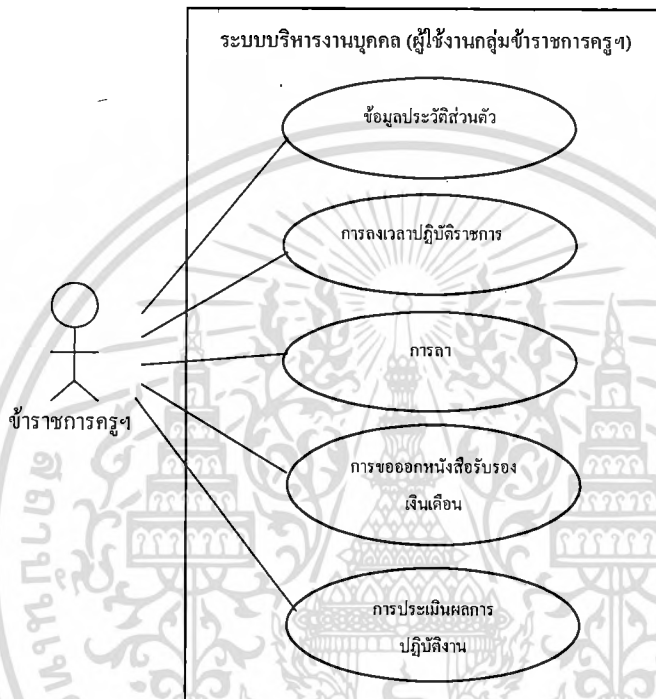 ระบบบริหารงานบุคคล (ผู้ใช้งานกลุ่มข้าราชการครูฯ)
ข้อมูลประวัติส่วนตัว
การลงเวลาปฏิบัติราชการ
การลา
ข้าราชการครูฯ
การขอออกหนังสือรับรอง
เงินเดือน
การประเมินผลการ
ปฏิบัติงาน